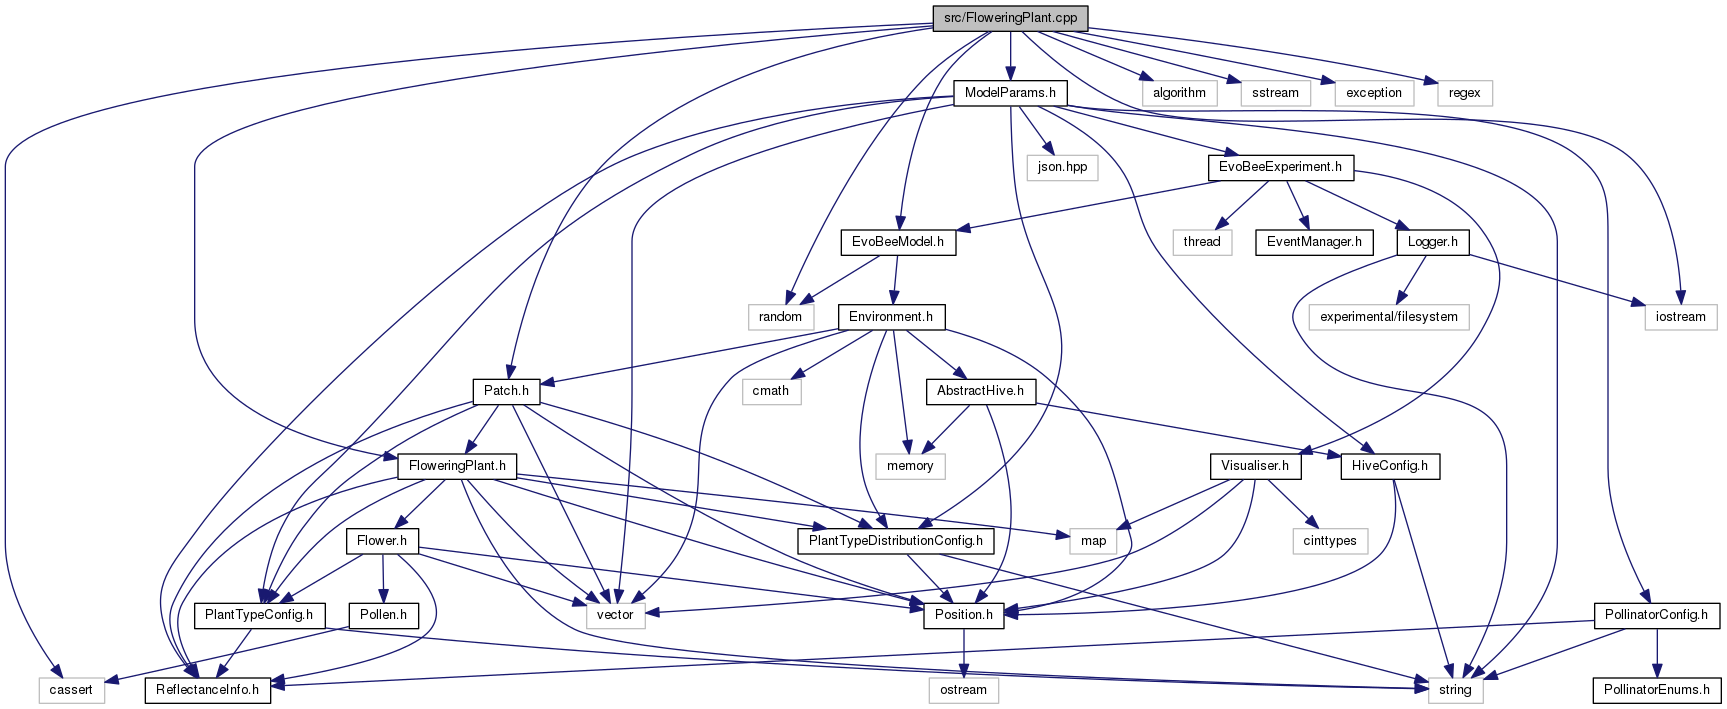 src/FloweringPlant.cpp
ModelParams.h
algorithm
sstream
exception
regex
json.hpp
EvoBeeExperiment.h
EvoBeeModel.h
thread
EventManager.h
Logger.h
random
Environment.h
experimental/filesystem
iostream
Patch.h
cmath
AbstractHive.h
FloweringPlant.h
memory
Visualiser.h
HiveConfig.h
Flower.h
PlantTypeDistributionConfig.h
map
cinttypes
PlantTypeConfig.h
Pollen.h
vector
Position.h
PollinatorConfig.h
cassert
ReflectanceInfo.h
ostream
string
PollinatorEnums.h